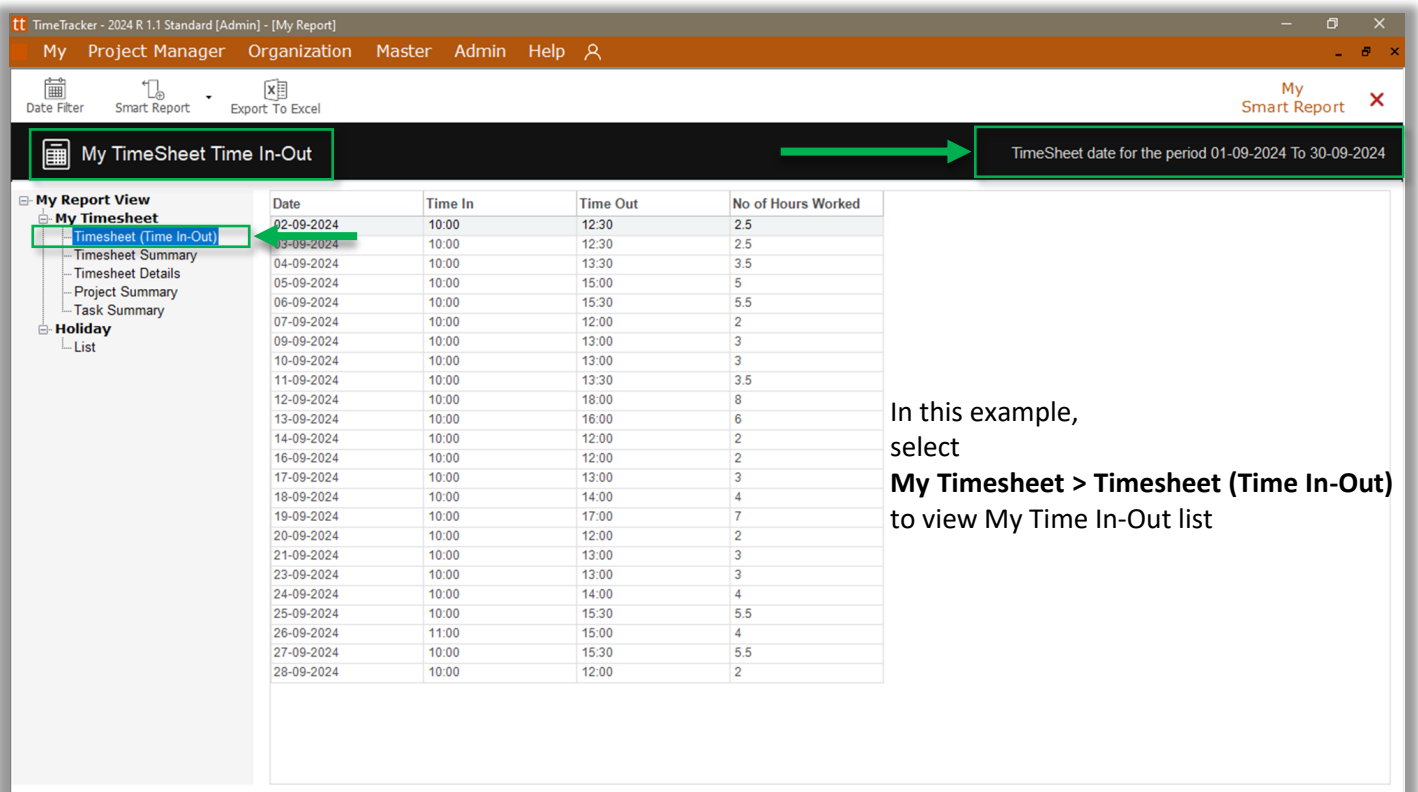 tt TimeTracker - 2024 R 1.1 Standard [Admin] - [My Report]
My Project Manager Organization Master Admin Help
Date Filter Smart Report Export To Excel
My
Smart Report
My TimeSheet Time In-Out
TimeSheet date for the period 01-09-2024 To 30-09-2024
My Report View
My Timesheet
Timesheet (Time In-Out)
Timesheet Summary
Timesheet Details
Project Summary
Task Summary
Holiday
List
Date Time In Time Out No of Hours Worked
02-09-2024 10:00 12:30 2.5
03-09-2024 10:00 12:30 2.5
04-09-2024 10:00 13:30 3.5
05-09-2024 10:00 15:00 5
06-09-2024 10:00 15:30 5.5
07-09-2024 10:00 12:00 2
09-09-2024 10:00 13:00 3
10-09-2024 10:00 13:00 3
11-09-2024 10:00 13:30 3.5
12-09-2024 10:00 18:00 8
13-09-2024 10:00 16:00 6
14-09-2024 10:00 12:00 2
16-09-2024 10:00 12:00 2
17-09-2024 10:00 13:00 3
18-09-2024 10:00 14:00 4
19-09-2024 10:00 17:00 7
20-09-2024 10:00 12:00 2
21-09-2024 10:00 13:00 3
23-09-2024 10:00 13:00 3
24-09-2024 10:00 14:00 4
25-09-2024 10:00 15:30 5.5
26-09-2024 11:00 15:00 4
27-09-2024 10:00 15:30 5.5
28-09-2024 10:00 12:00 2
In this example,
select
My Timesheet > Timesheet (Time In-Out)
to view My Time In-Out list